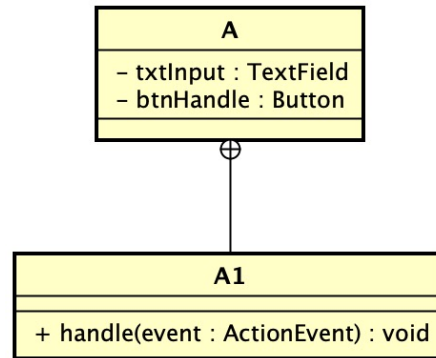 A
– txtInput : TextField
– btnHandle : Button
A1
+ handle(event : ActionEvent) : void